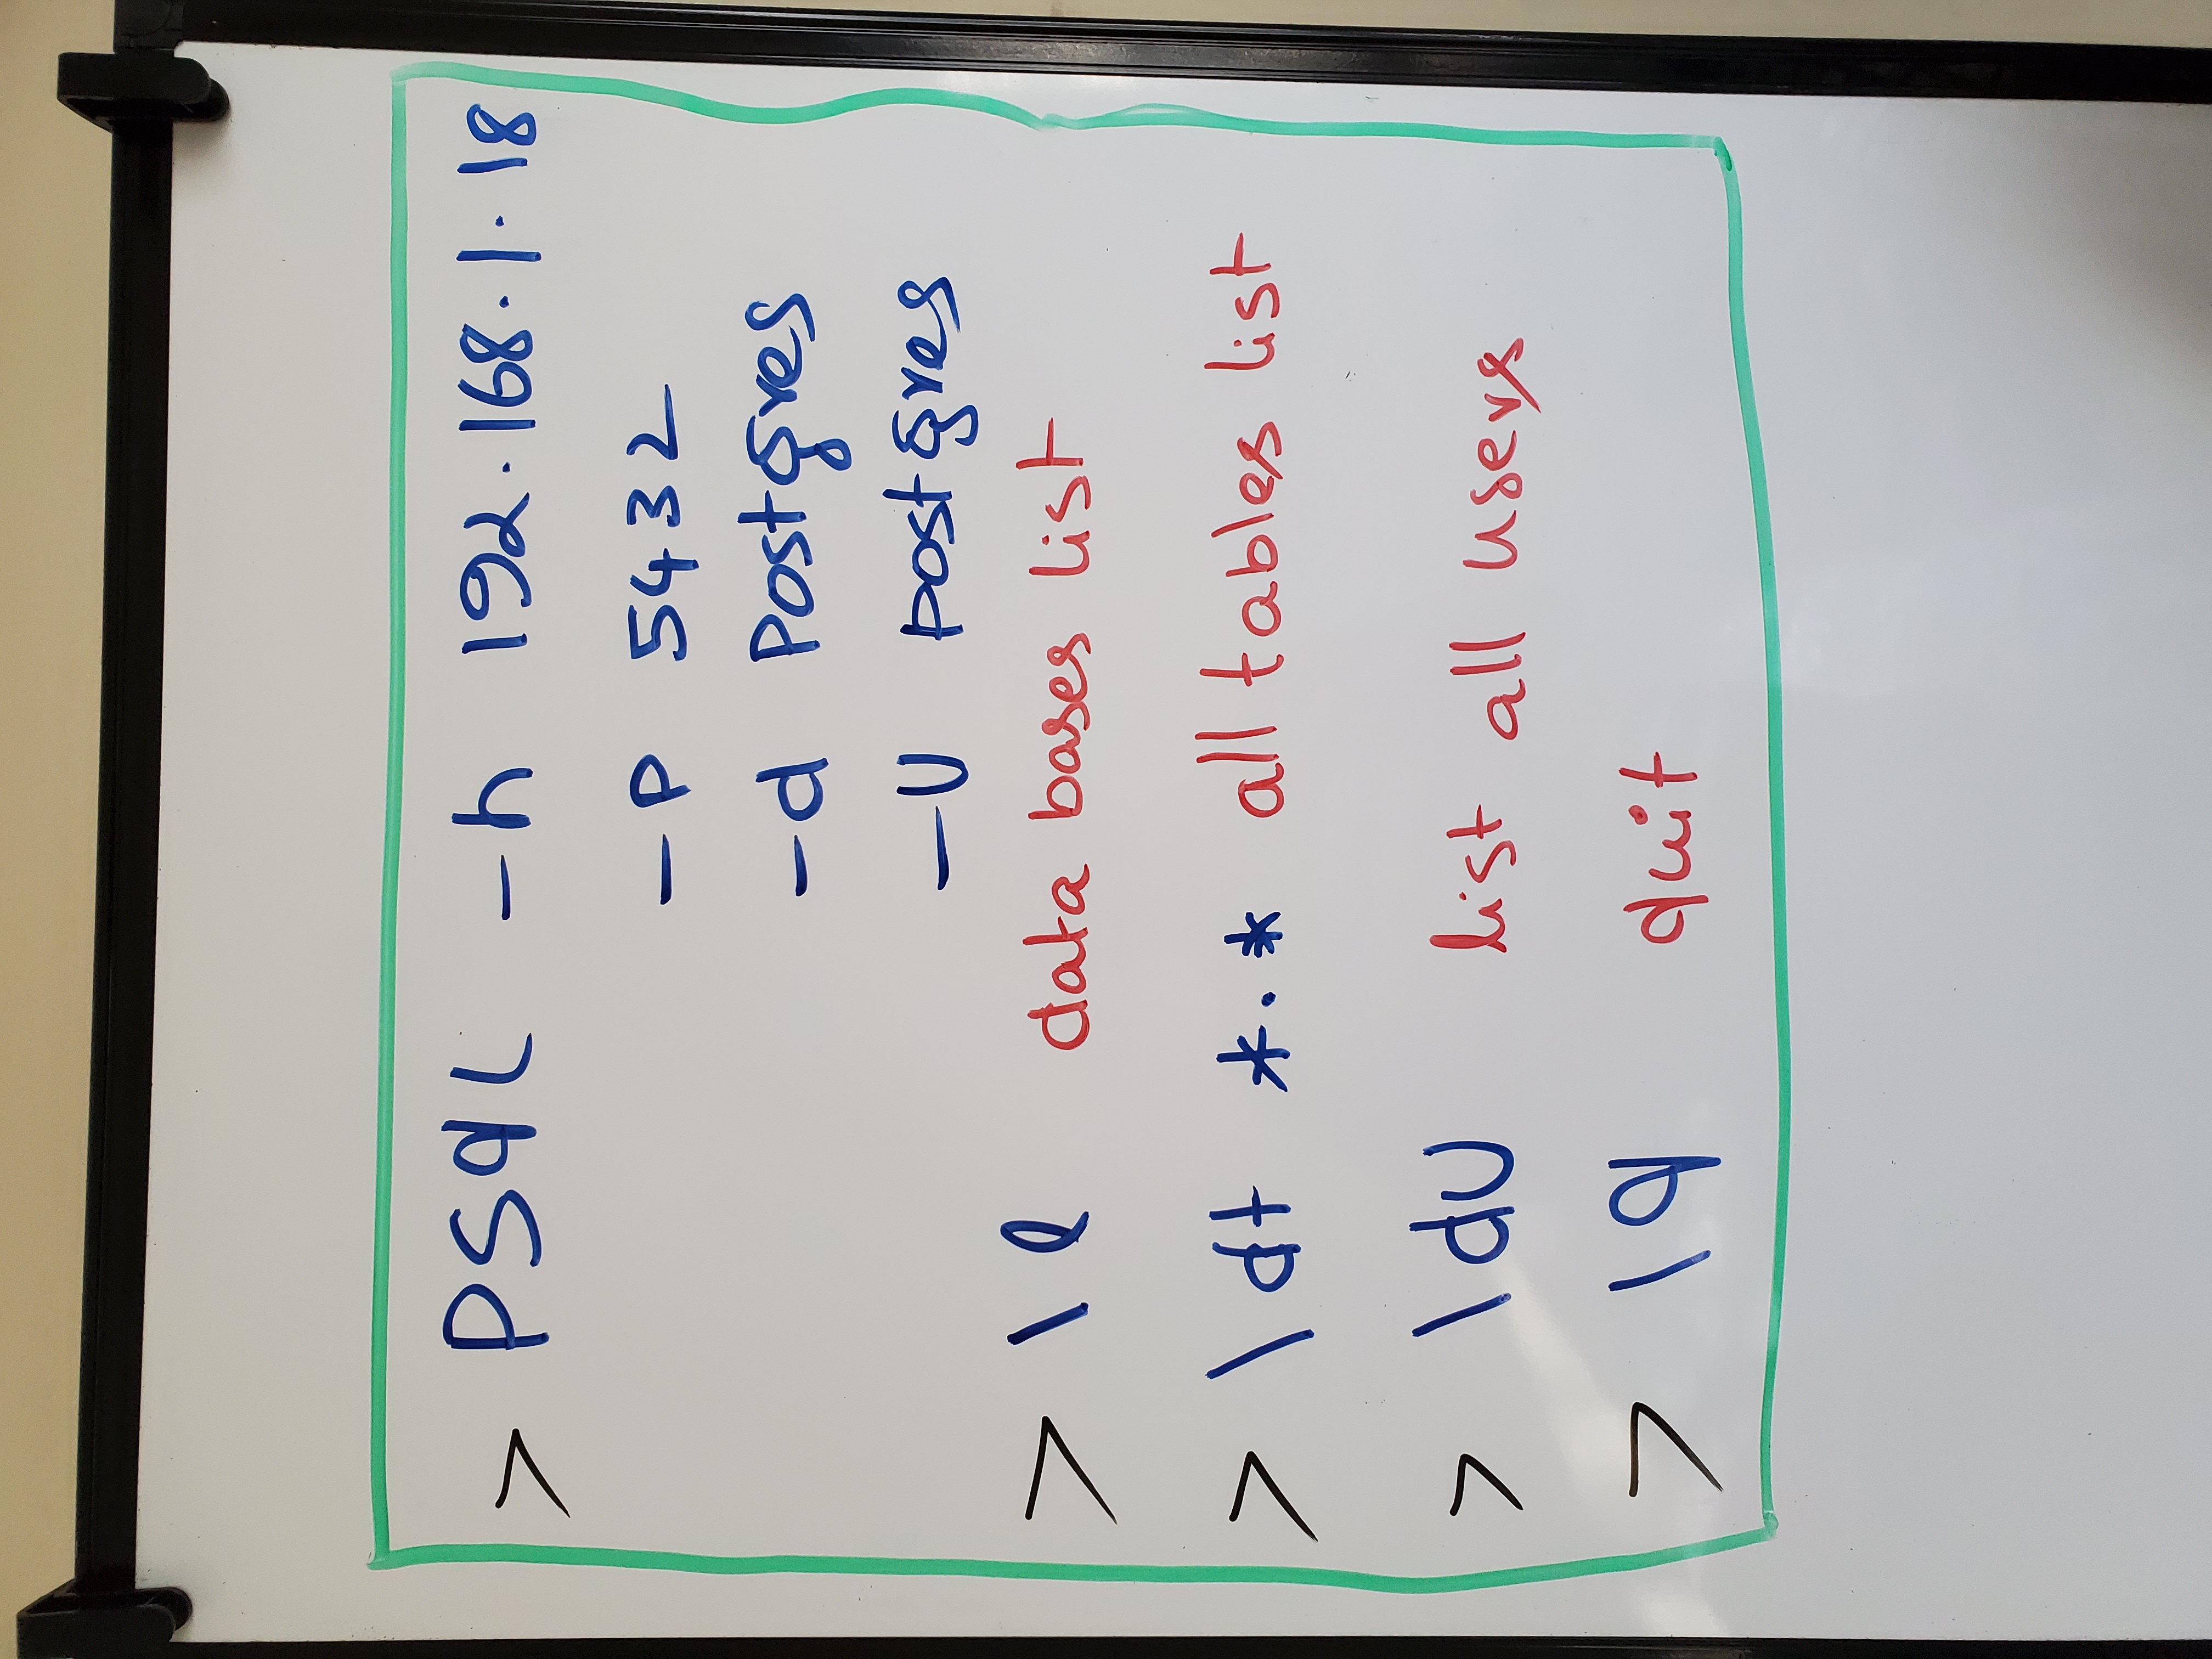 > psql -h 192.168.1.18
-p 5432
-d postgres
-U postgres
> \l data bases list
> \dt *.* all tables list
> \du list all users
> \q quit